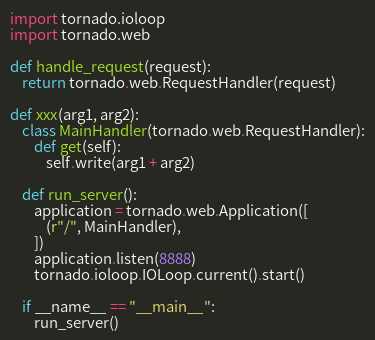 import tornado.ioloop
import tornado.web

def handle_request(request):
    return tornado.web.RequestHandler(request)

def xxx(arg1, arg2):
    class MainHandler(tornado.web.RequestHandler):
        def get(self):
            self.write(arg1 + arg2)

    def run_server():
        application = tornado.web.Application([
            (r"/", MainHandler),
        ])
        application.listen(8888)
        tornado.ioloop.IOLoop.current().start()

    if __name__ == "__main__":
        run_server()